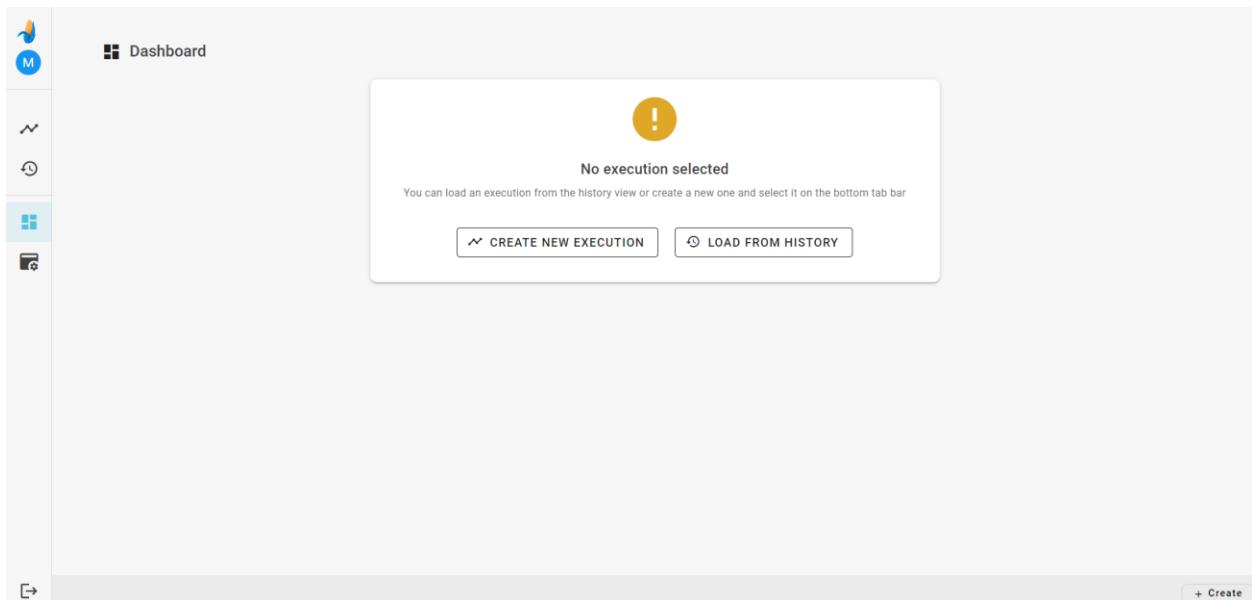 M
Dashboard
No execution selected
You can load an execution from the history view or create a new one and select it on the bottom tab bar
CREATE NEW EXECUTION
LOAD FROM HISTORY
+ Create